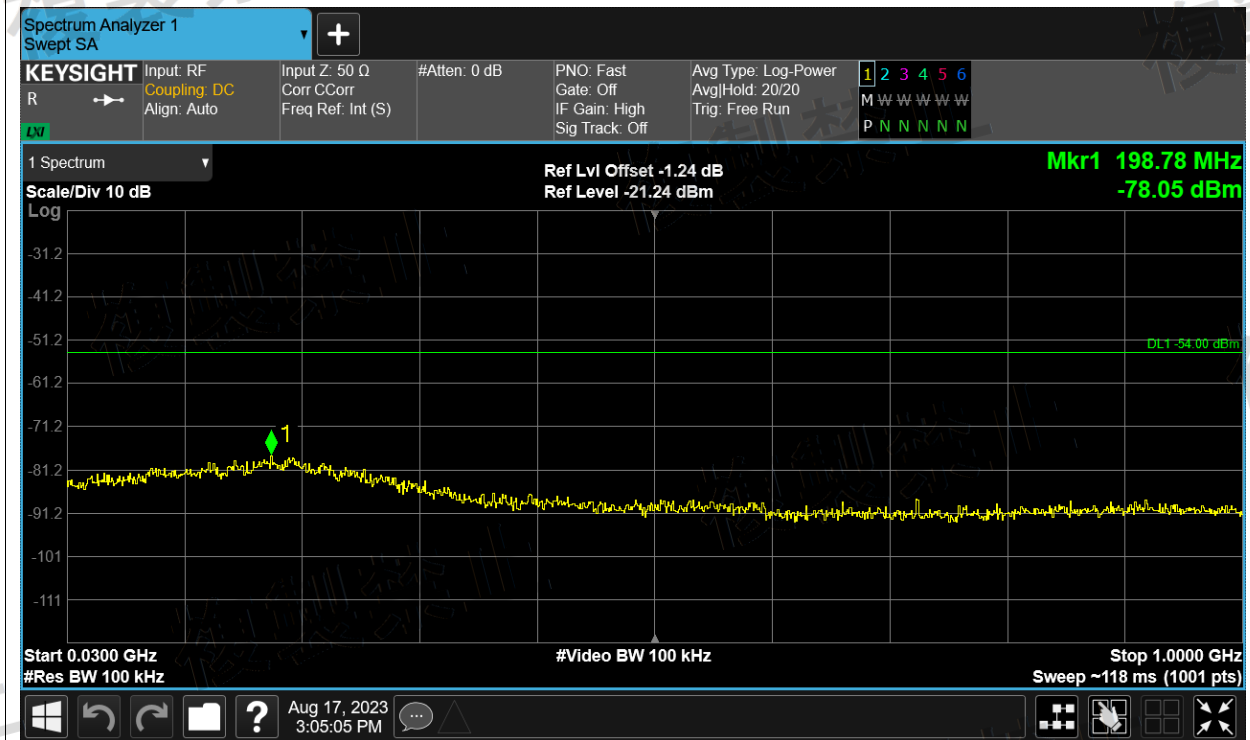 Spectrum Analyzer 1
Swept SA
KEYSIGHT
R
LXI
Input: RF
Coupling: DC
Align: Auto
Input Z: 50 Ω
Corr CCorr
Freq Ref: Int (S)
#Atten: 0 dB
PNO: Fast
Gate: Off
IF Gain: High
Sig Track: Off
Avg Type: Log-Power
Avg|Hold: 20/20
Trig: Free Run
1 2 3 4 5 6
M W W W W W
P N N N N N N
1 Spectrum
Scale/Div 10 dB
Log
Ref Lvl Offset -1.24 dB
Ref Level -21.24 dBm
Mkr1 198.78 MHz
-78.05 dBm
-31.2
-41.2
-51.2
DL1 -54.00 dBm
-61.2
-71.2
1
-81.2
-91.2
-101
-111
Start 0.0300 GHz
#Res BW 100 kHz
#Video BW 100 kHz
Stop 1.0000 GHz
Sweep ~118 ms (1001 pts)
?
Aug 17, 2023
3:05:05 PM
複製禁止